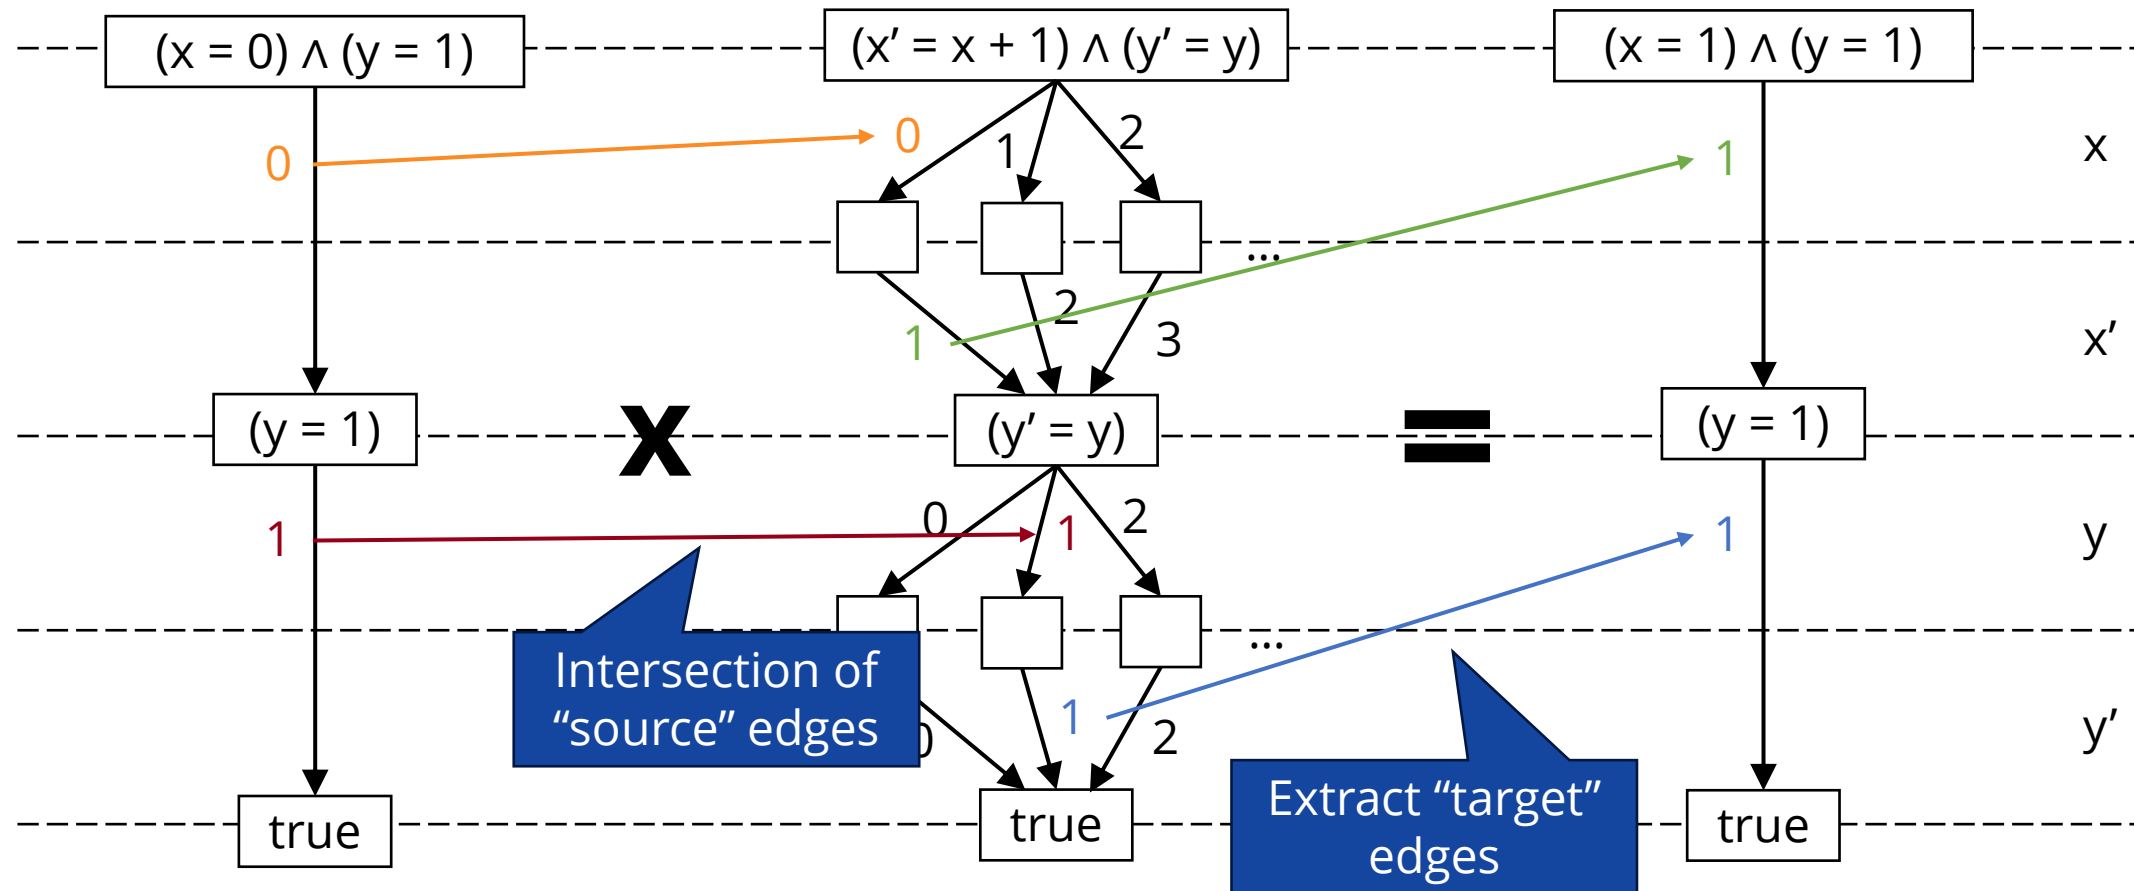 (x = 0) ∧ (y = 1)
(x’ = x + 1) ∧ (y’ = y)
(x = 1) ∧ (y = 1)
0
0
1
2
1
x
...
1
2
3
x’
(y = 1)
x
(y’ = y)
=
(y = 1)
1
0
1
2
1
y
...
Intersection of
“source” edges
0
1
2
y’
true
true
Extract “target”
edges
true